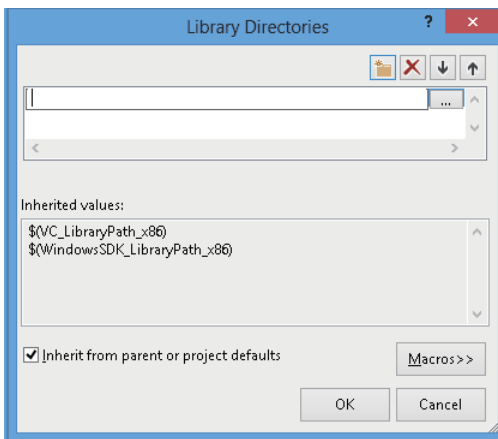 Library Directories
?
...
Inherited values:
$(VC_LibraryPath_x86)
$(WindowsSDK_LibraryPath_x86)
Inherit from parent or project defaults
Macros>>
OK
Cancel